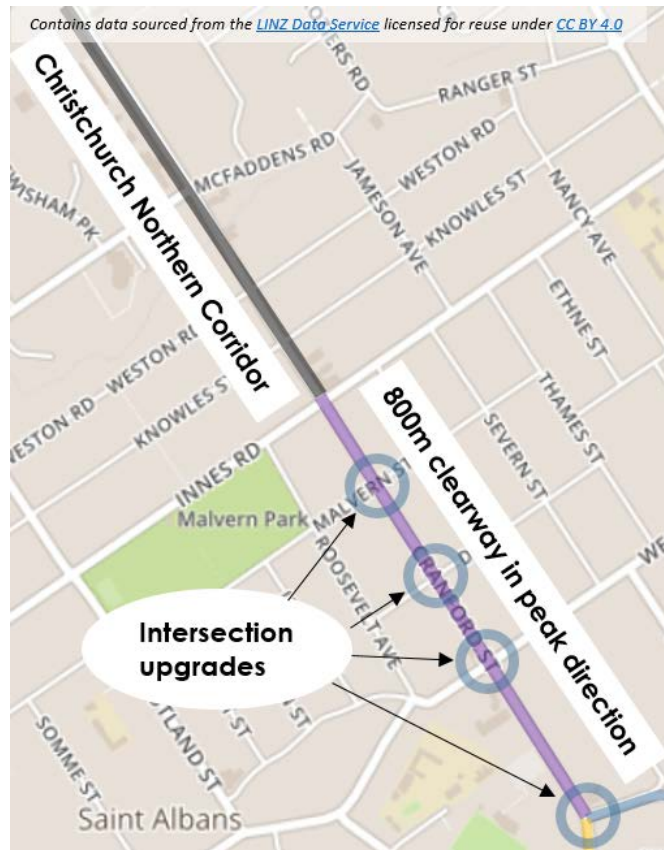 Contains data sourced from the LINZ Data Service licensed for reuse under CC BY 4.0
RANGER ST
Christchurch Northern Corridor
MCFADDENS RD
WESTON RD
JAMESON AVE
KNOWLES ST
NANCY AVE
ETHNE ST
WESTON RD
KNOWLES S
THAMES ST
INNES RD
SEVERN ST
800m clearway in peak direction
MALVERN ST
Malvern Park
ROOSEVELT AVE
CRANFORD ST
Intersection
upgrades
SOMME ST
Saint Albans